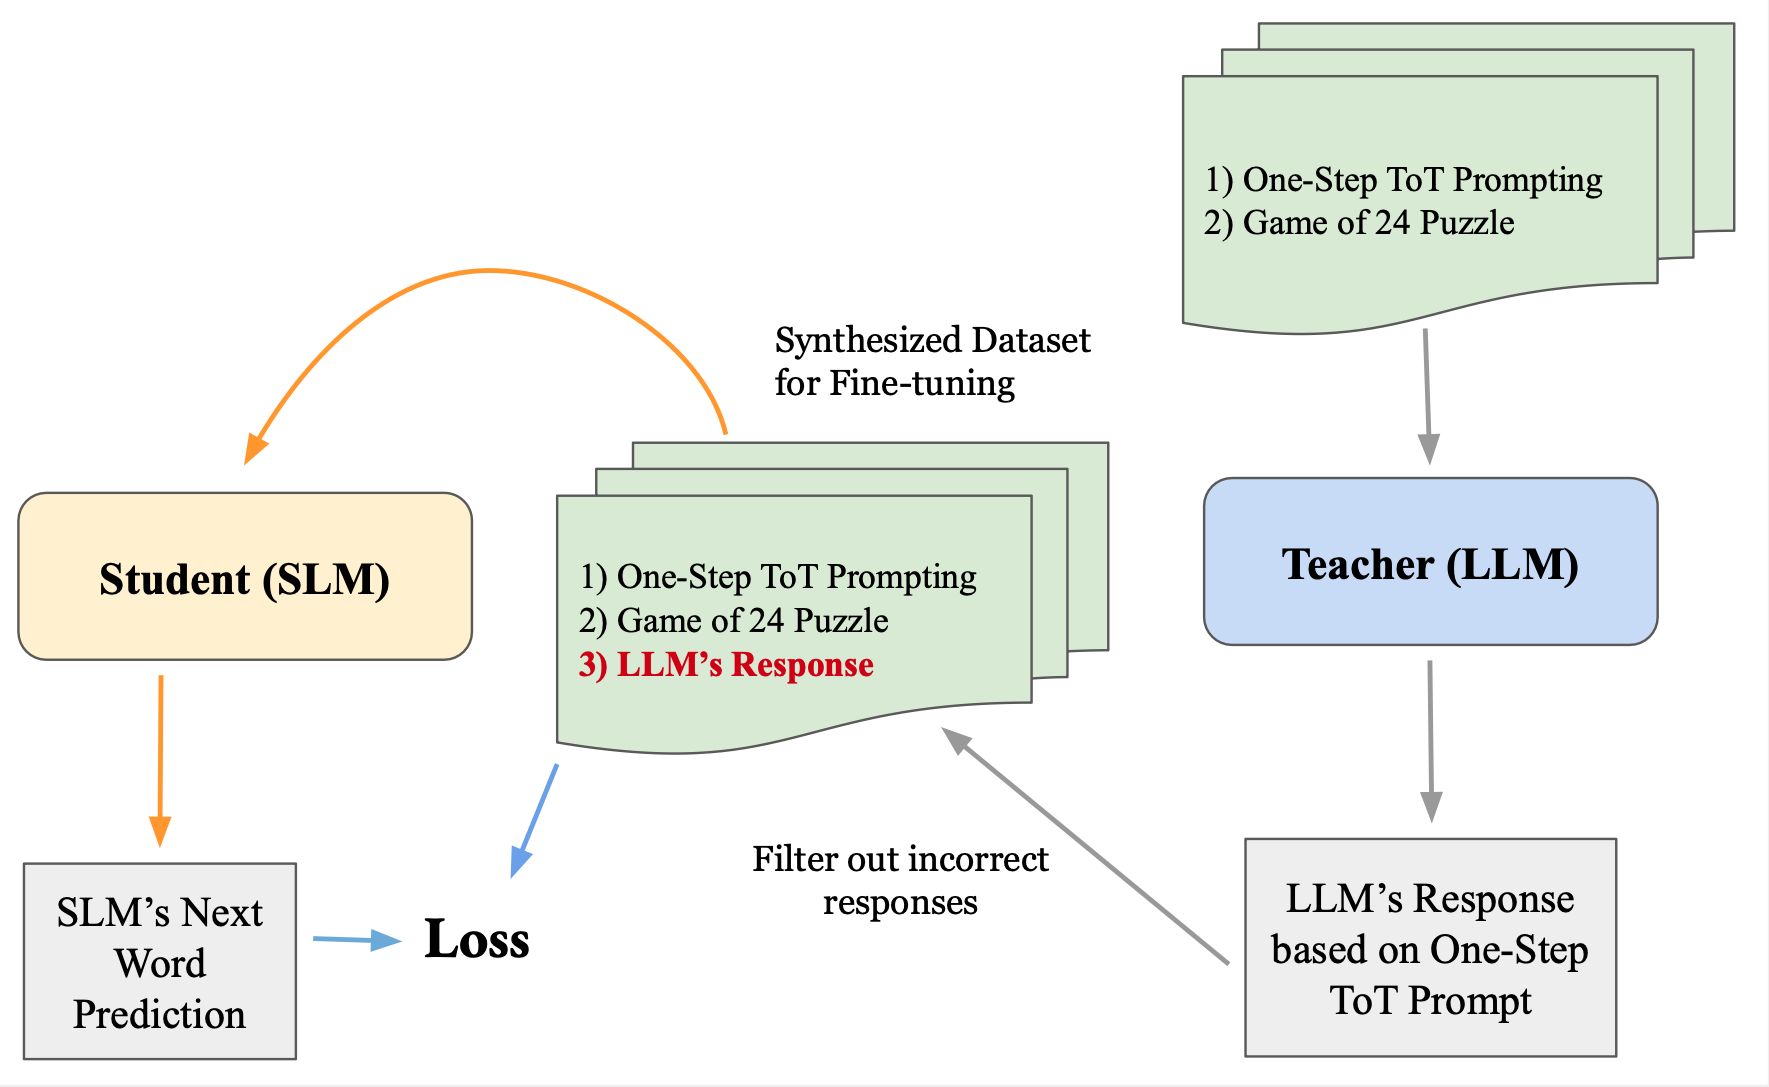 1) One-Step ToT Prompting
2) Game of 24 Puzzle
Synthesized Dataset
for Fine-tuning
Student (SLM)
1) One-Step ToT Prompting
2) Game of 24 Puzzle
3) LLM’s Response
Teacher (LLM)
Filter out incorrect
responses
SLM’s Next
Word
Prediction
Loss
LLM’s Response
based on One-Step
ToT Prompt